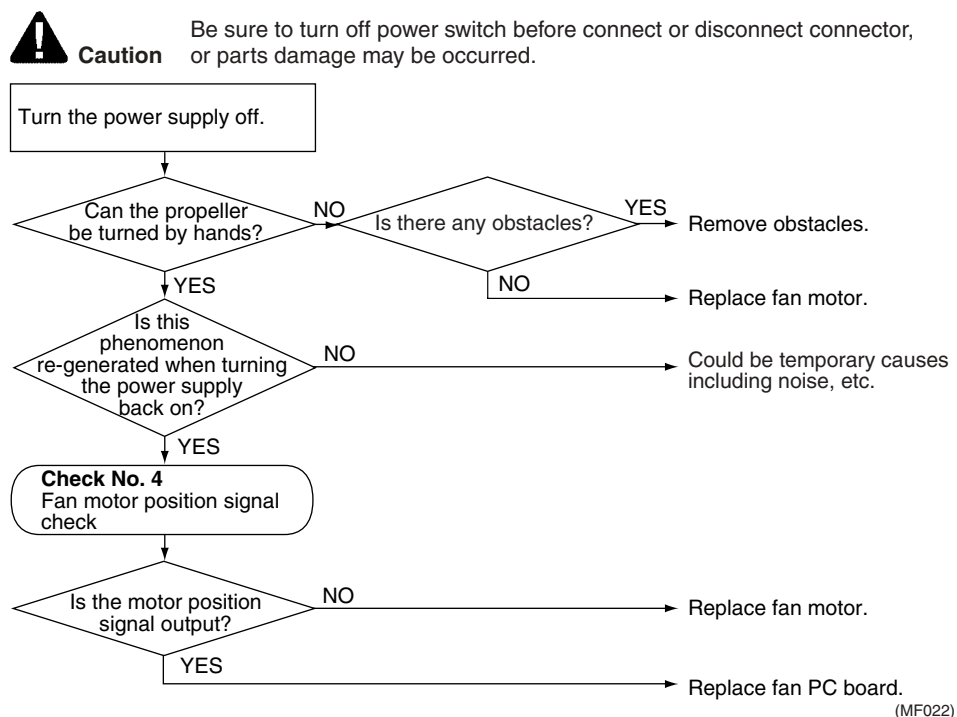 Caution
Be sure to turn off power switch before connect or disconnect connector,
or parts damage may be occurred.
Turn the power supply off.
Can the propeller
be turned by hands?
NO
Is there any obstacles?
YES
Remove obstacles.
NO
Replace fan motor.
YES
Is this
phenomenon
re-generated when turning
the power supply
back on?
NO
Could be temporary causes
including noise, etc.
YES
Check No. 4
Fan motor position signal
check
Is the motor position
signal output?
NO
Replace fan motor.
YES
Replace fan PC board.
(MF022)